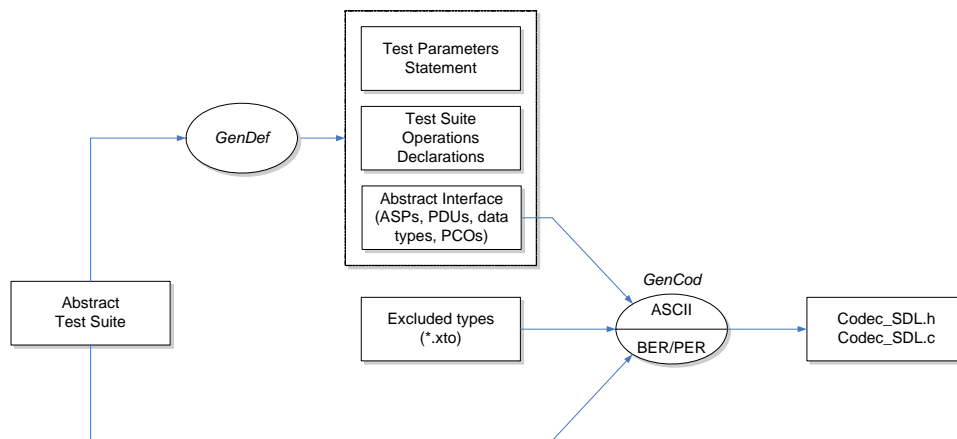 Test Parameters
Statement
GenDef
Test Suite
Operations
Declarations
Abstract Interface
(ASPs, PDUs, data
types, PCOs)
GenCod
Abstract
Test Suite
Excluded types
(*.xto)
ASCII
BER/PER
Codec_SDL.h
Codec_SDL.c